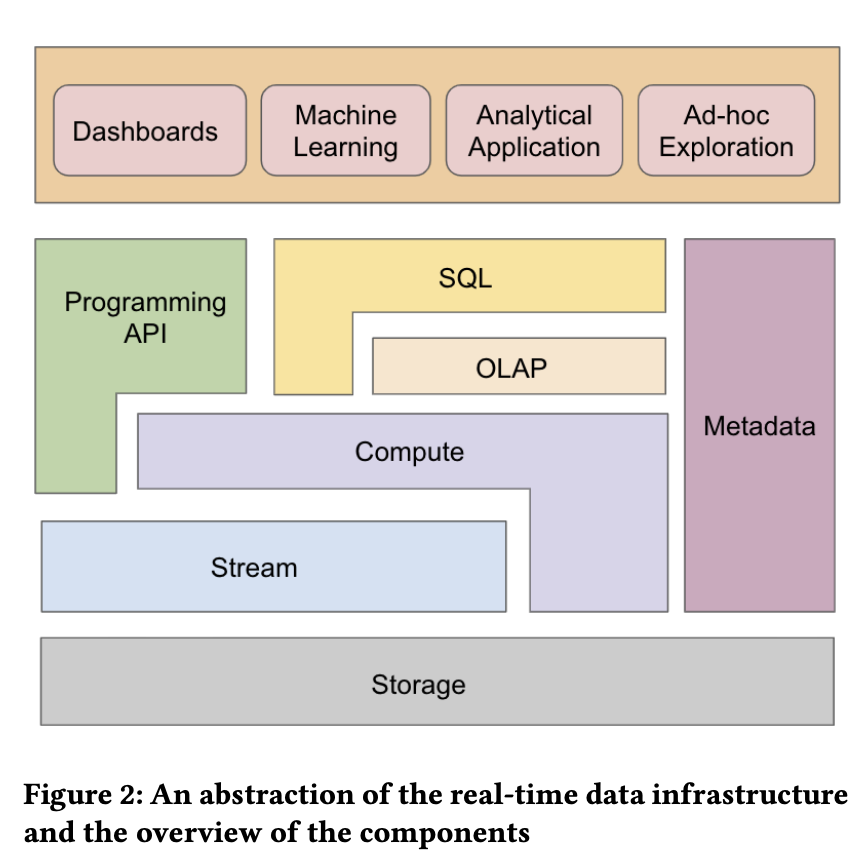 Dashboards
Machine
Learning
Analytical
Application
Ad-hoc
Exploration
Programming
API
SQL
OLAP
Metadata
Compute
Stream
Storage
Figure 2: An abstraction of the real-time data infrastructure
and the overview of the components